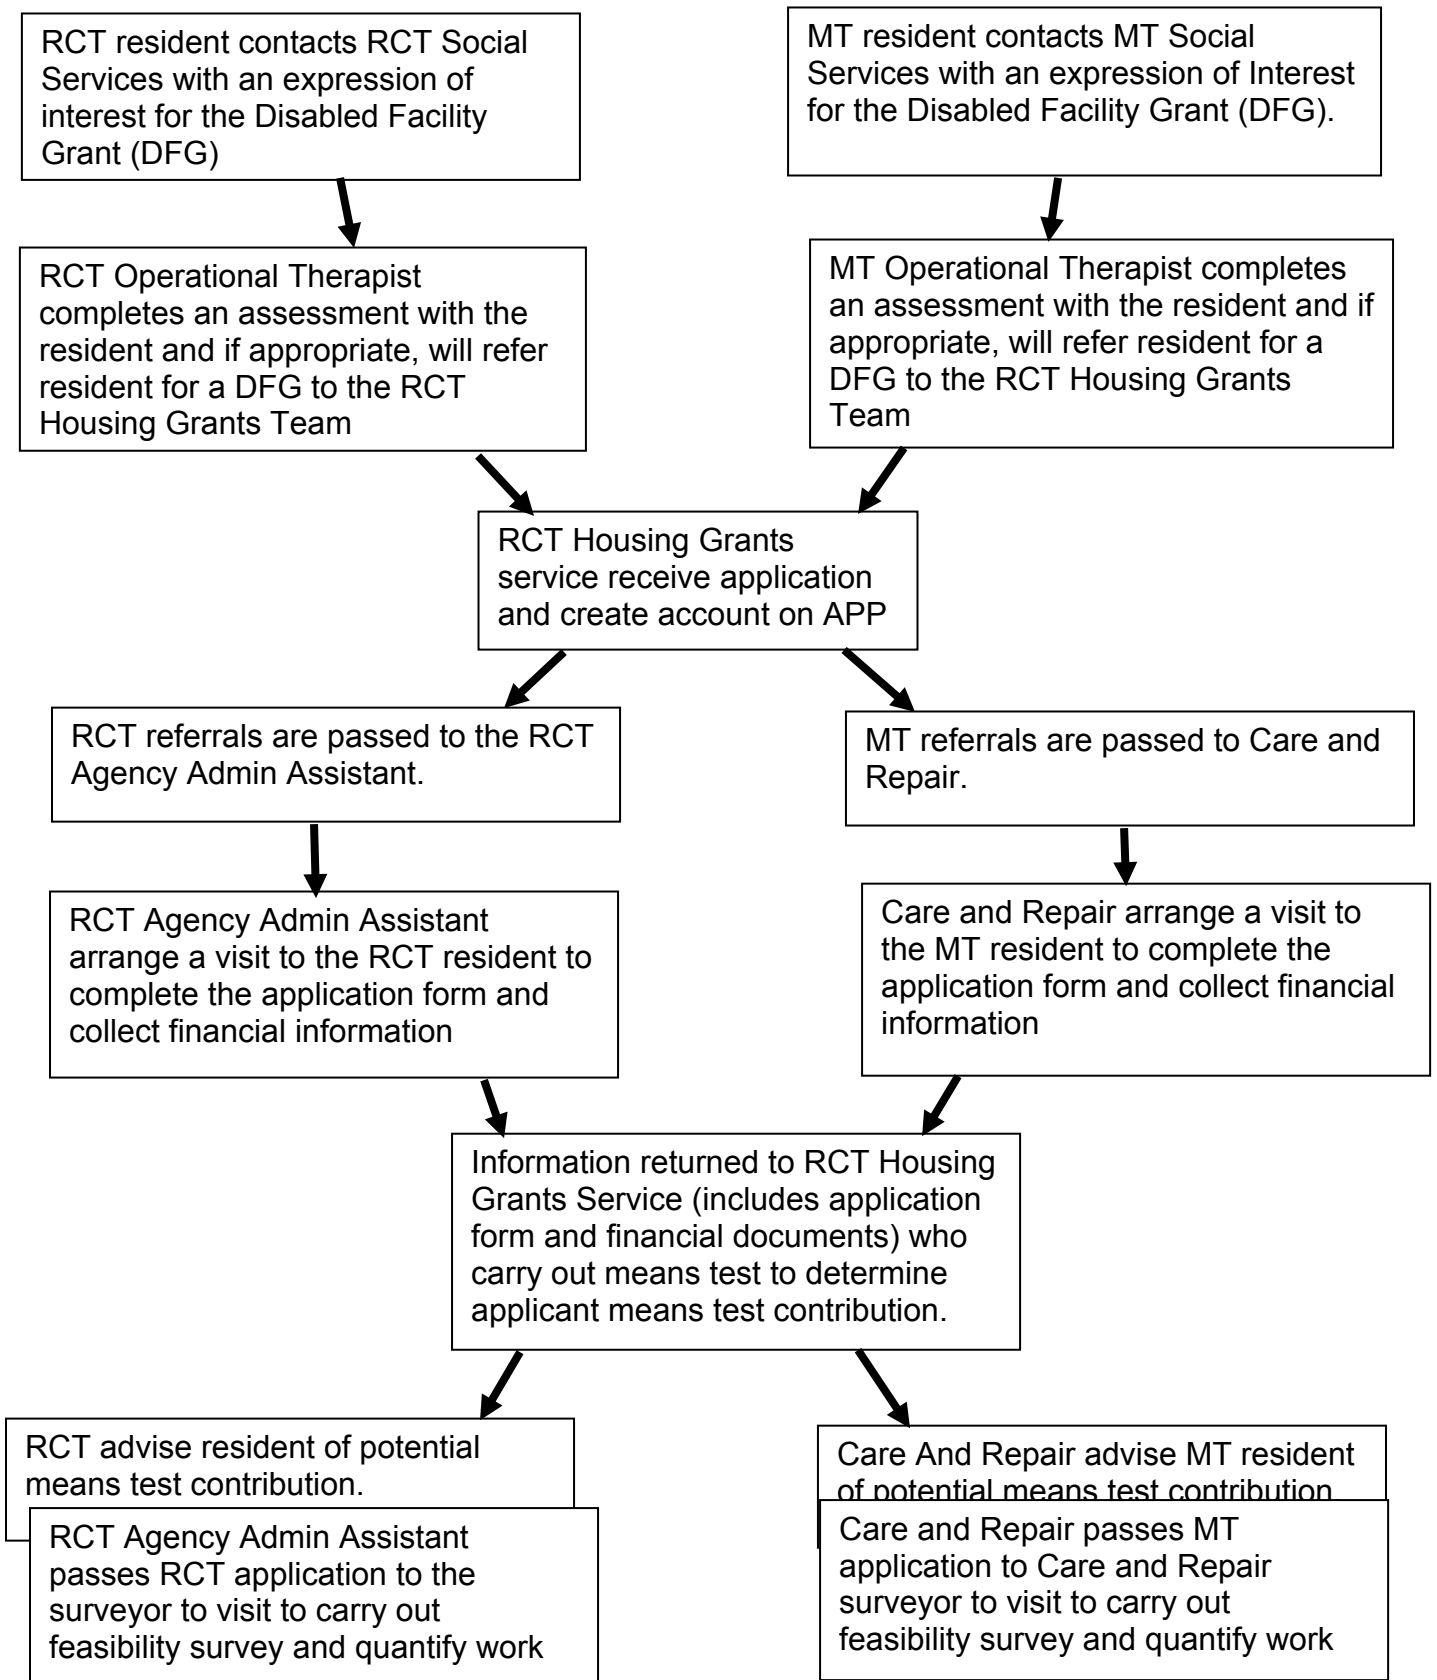 RCT resident contacts RCT Social
Services with an expression of
interest for the Disabled Facility
Grant (DFG)
MT resident contacts MT Social
Services with an expression of Interest
for the Disabled Facility Grant (DFG).
RCT Operational Therapist
completes an assessment with the
resident and if appropriate, will refer
resident for a DFG to the RCT
Housing Grants Team
MT Operational Therapist completes
an assessment with the resident and if
appropriate, will refer resident for a
DFG to the RCT Housing Grants
Team
RCT Housing Grants
service receive application
and create account on APP
RCT referrals are passed to the RCT
Agency Admin Assistant.
MT referrals are passed to Care and
Repair.
RCT Agency Admin Assistant
arrange a visit to the RCT resident to
complete the application form and
collect financial information
Care and Repair arrange a visit to
the MT resident to complete the
application form and collect financial
information
Information returned to RCT Housing
Grants Service (includes application
form and financial documents) who
carry out means test to determine
applicant means test contribution.
RCT advise resident of potential
means test contribution.
Care And Repair advise MT resident
of potential means test contribution
RCT Agency Admin Assistant
passes RCT application to the
surveyor to visit to carry out
feasibility survey and quantify work
Care and Repair passes MT
application to Care and Repair
surveyor to visit to carry out
feasibility survey and quantify work